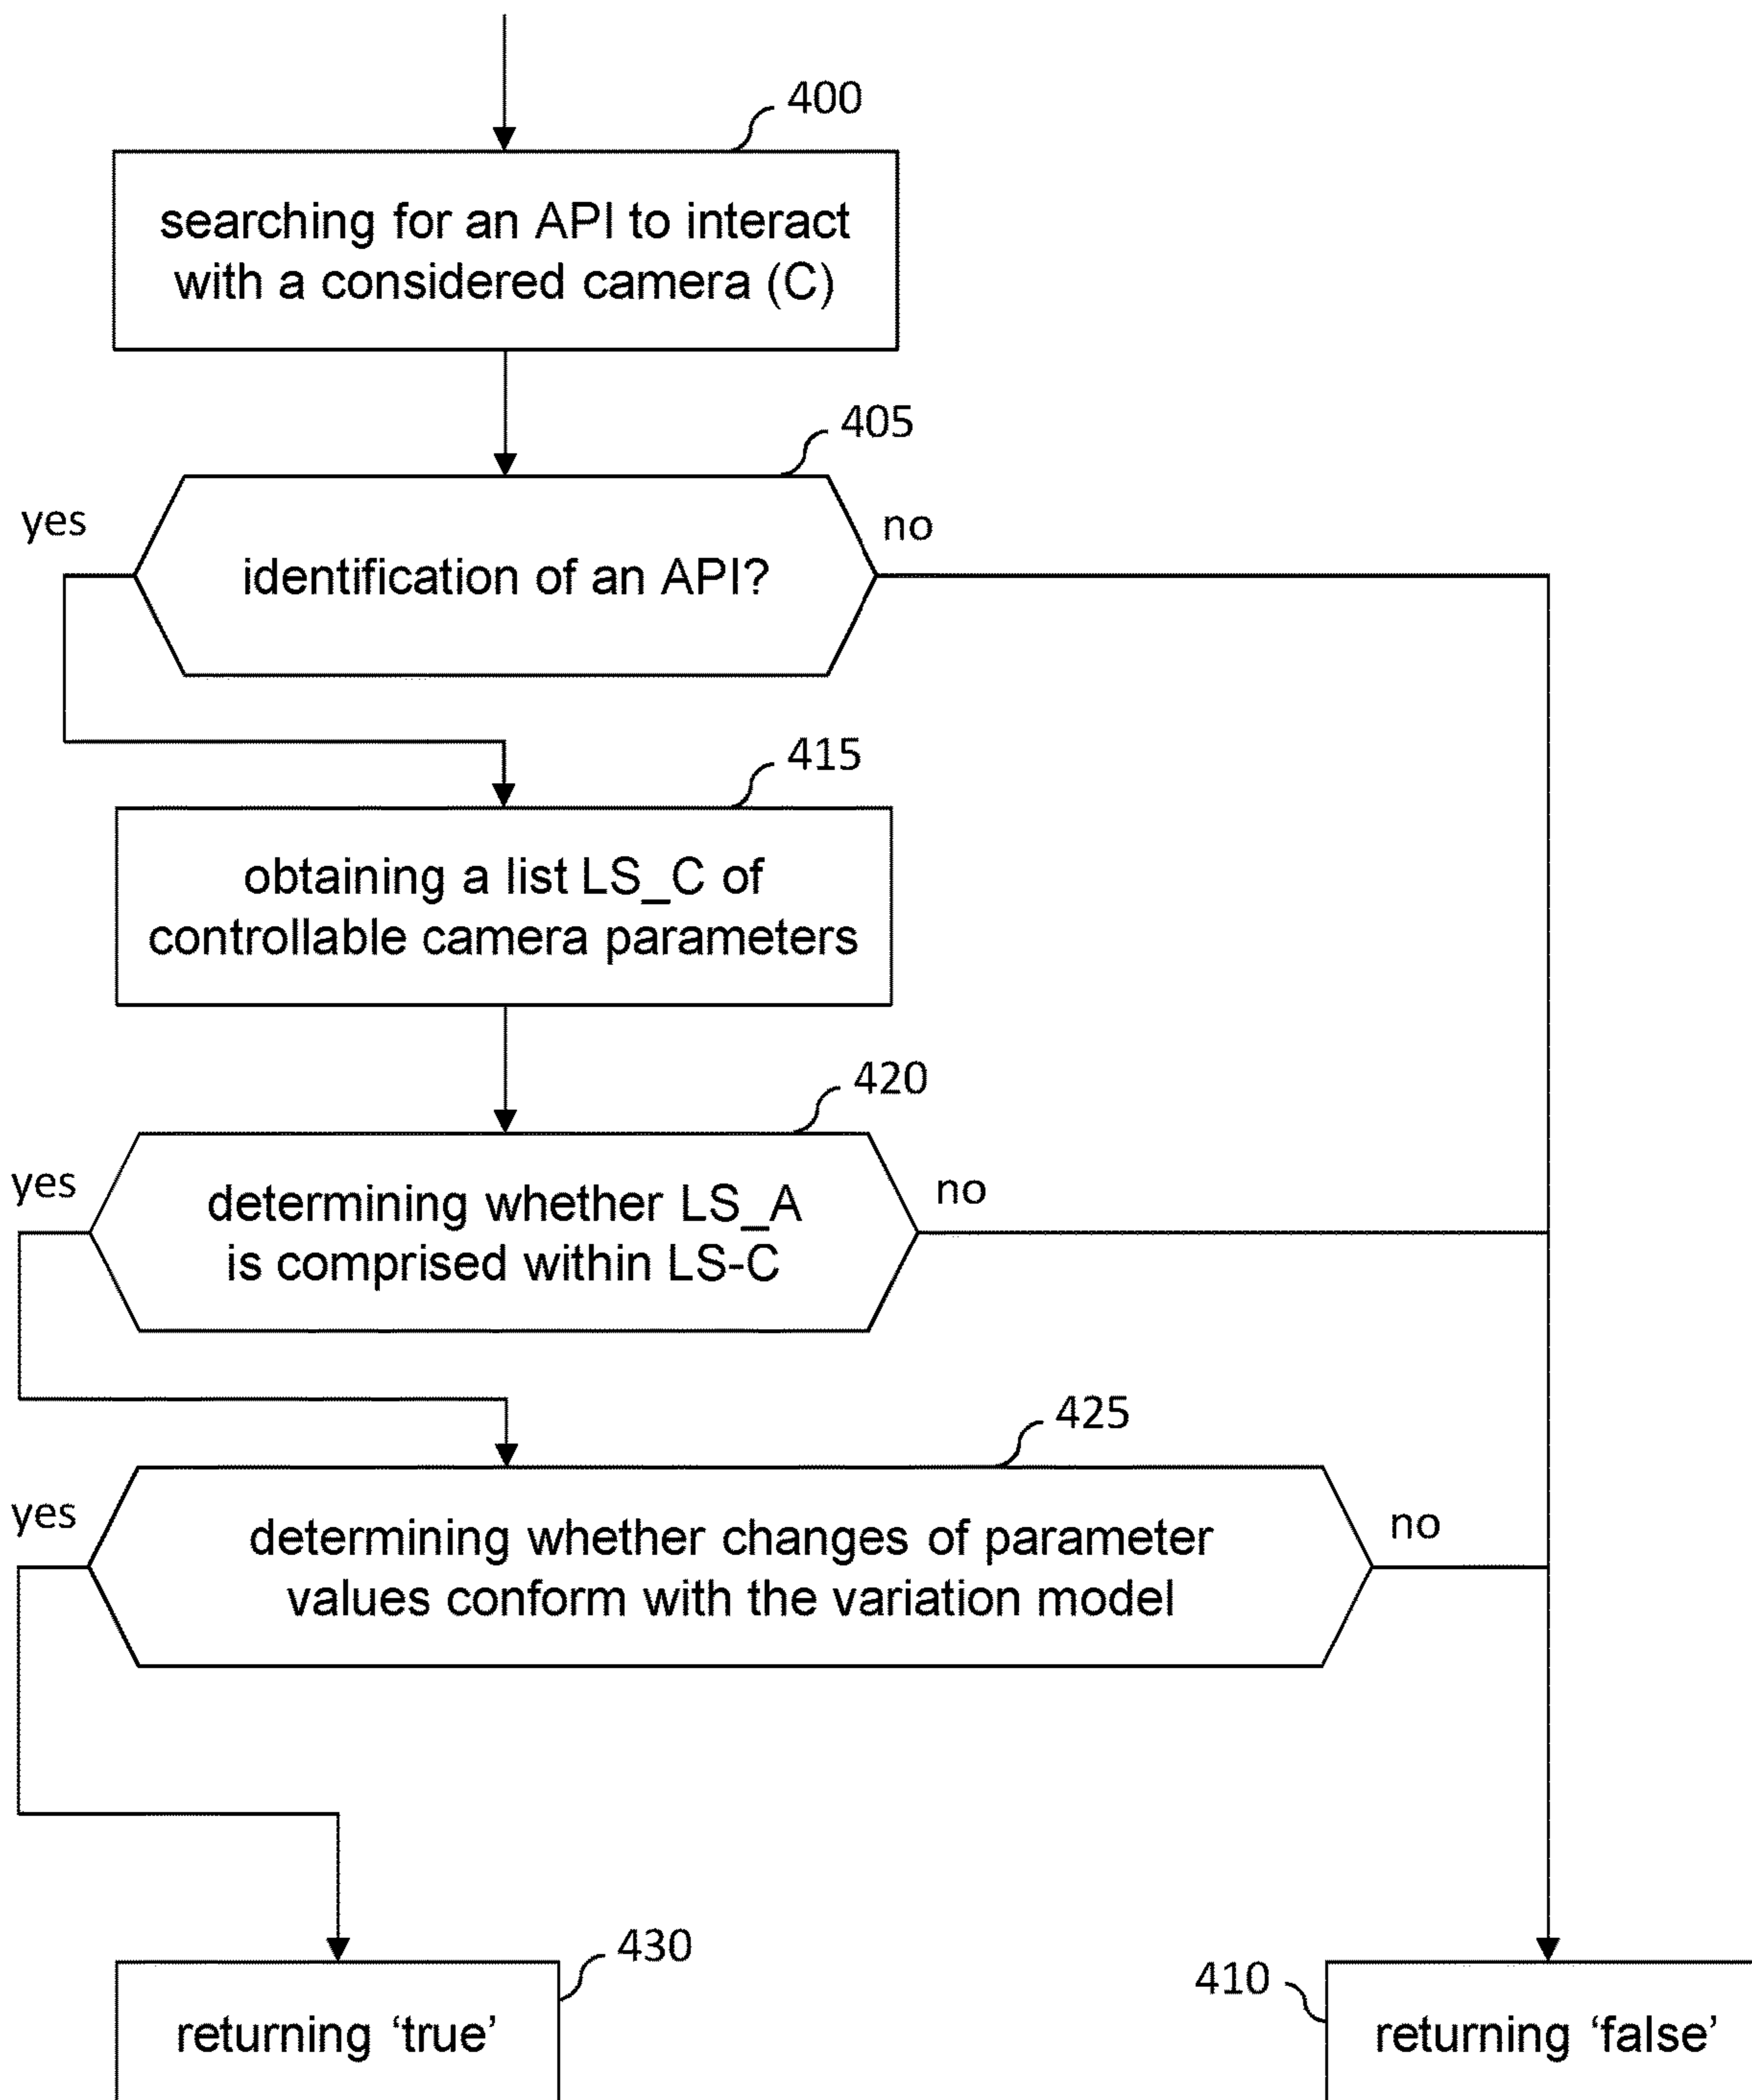 400
searching for an API to interact
with a considered camera (C)
405
yes
no
identification of an API?
415
obtaining a list LS_C of
controllable camera parameters
420
yes
no
determining whether LS_A
is comprised within LS-C
425
yes
no
determining whether changes of parameter
values conform with the variation model
430
410
returning ‘true’
returning ‘false’